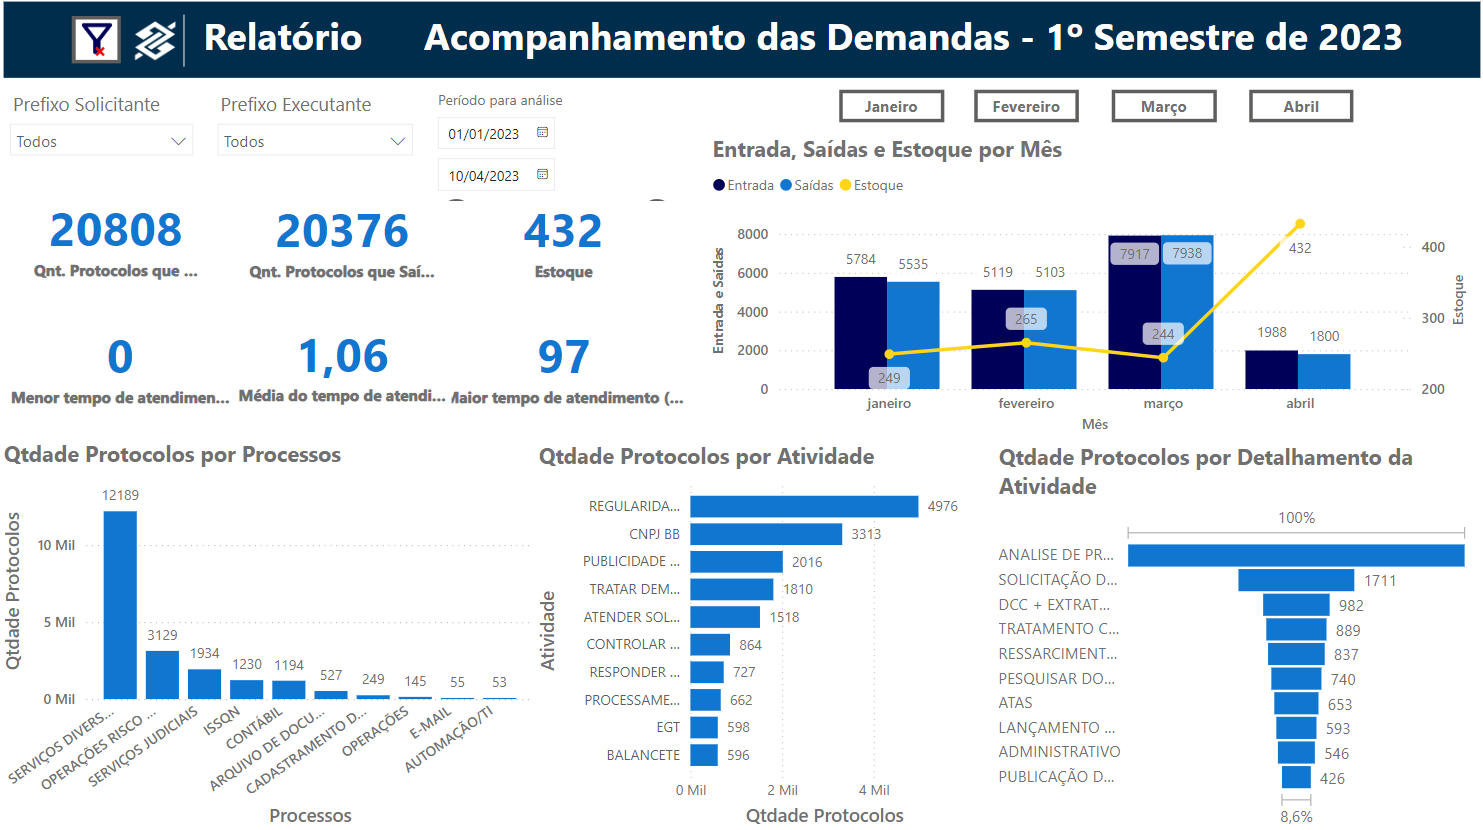 Relatório
Acompanhamento das Demandas - 1º Semestre de 2023
Prefixo Solicitante
Todos
Prefixo Executante
Todos
Período para análise
01/01/2023
10/04/2023
Janeiro
Fevereiro
Março
Abril
20808
Qnt. Protocolos que ...
20376
Qnt. Protocolos que Saí...
432
Estoque
0
Menor tempo de atendimen...
1,06
Média do tempo de atendi...
97
Maior tempo de atendimento (...
Entrada, Saídas e Estoque por Mês
Entrada
Saídas
Estoque
Entrada e Saídas
8000
6000
4000
2000
0
5784
5535
5119
5103
7917
7938
1988
1800
249
265
244
432
400
300
200
Estoque
janeiro
fevereiro
março
abril
Mês
Qtdade Protocolos por Processos
Qtdade Protocolos
10 Mil
5 Mil
0 Mil
12189
3129
1934
1230
1194
527
249
145
55
53
SERVIÇOS DIVERS...
OPERAÇÕES RISCO ...
SERVIÇOS JUDICIAIS
ISSQN
CONTÁBIL
ARQUIVO DE DOCU...
CADASTRAMENTO D...
OPERAÇÕES
E-MAIL
AUTOMAÇÃO/TI
Processos
Qtdade Protocolos por Atividade
Atividade
REGULARIDA... 4976
CNPJ BB 3313
PUBLICIDADE ... 2016
TRATAR DEM... 1810
ATENDER SOL... 1518
CONTROLAR ... 864
RESPONDER ... 727
PROCESSAME... 662
EGT 598
BALANCETE 596
0 Mil
2 Mil
4 Mil
Qtdade Protocolos
Qtdade Protocolos por Detalhamento da
Atividade
100%
ANALISE DE PR...
SOLICITAÇÃO D... 1711
DCC + EXTRAT... 982
TRATAMENTO C... 889
RESSARCIMENT... 837
PESQUISAR DO... 740
ATAS 653
LANÇAMENTO ... 593
ADMINISTRATIVO 546
PUBLICAÇÃO D... 426
8,6%